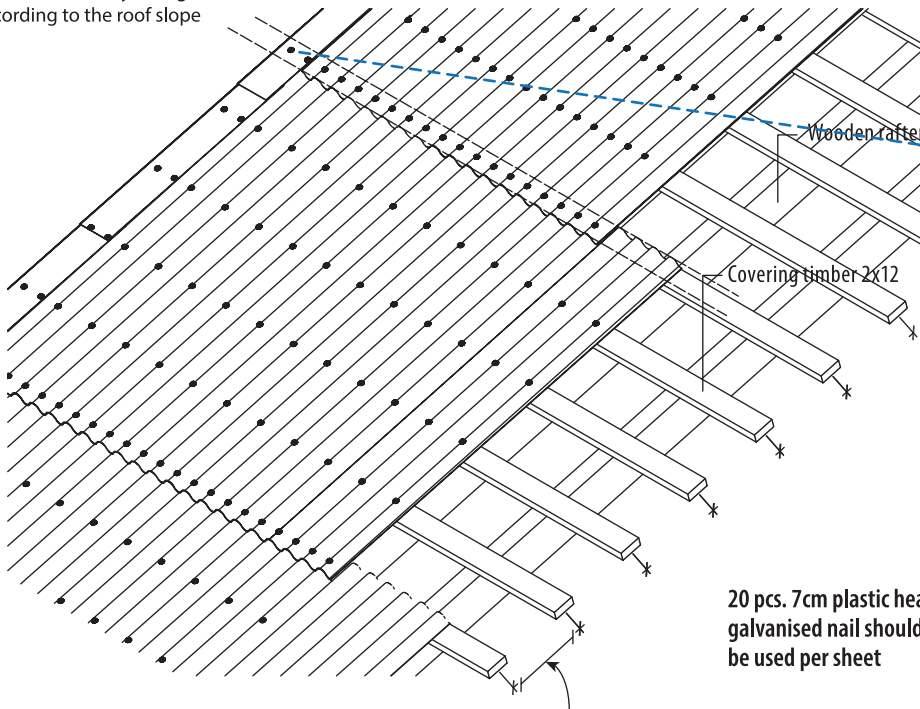 cording to the roof slope
Wooden rafter
Covering timber 2x12
20 pcs. 7cm plastic hea
galvanised nail should
be used per sheet